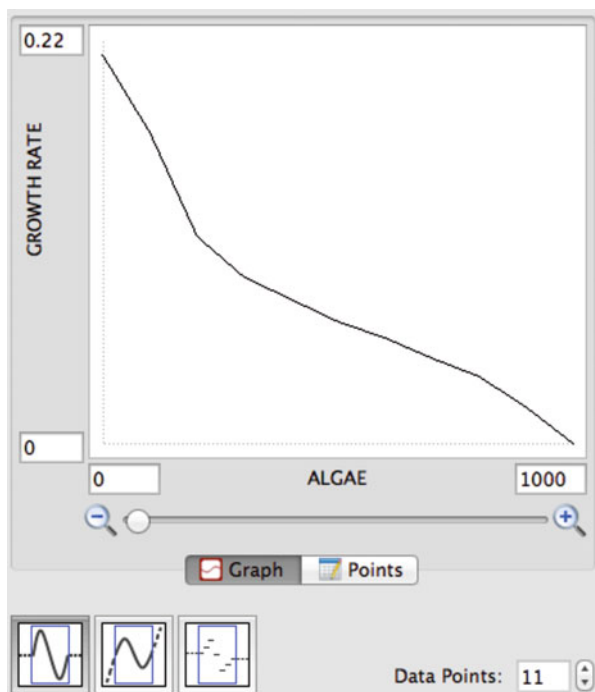 0.22
GROWTH RATE
0
0 ALGAE 1000
Graph Points
Data Points: 11